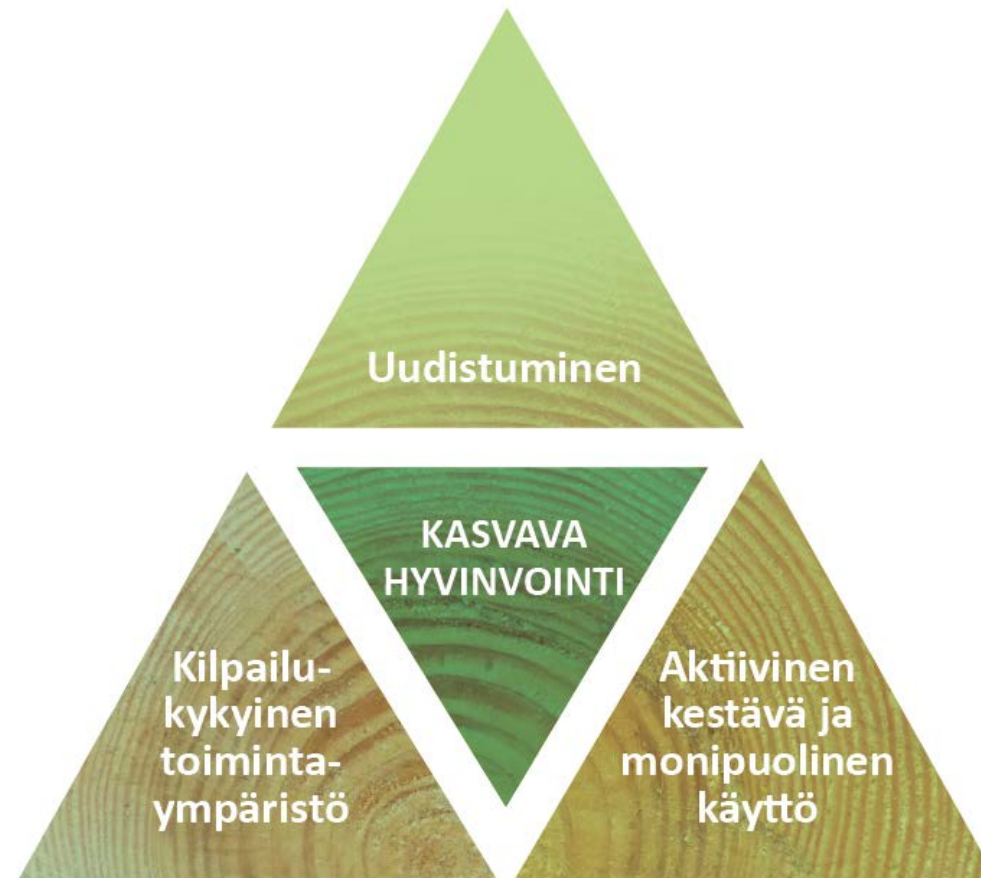 Uudistuminen
KASVAVA
HYVINVOINTI
Kilpailu-
kykyinen
toiminta-
ympäristö
Aktiivinen
kestävä ja
monipuolinen
käyttö